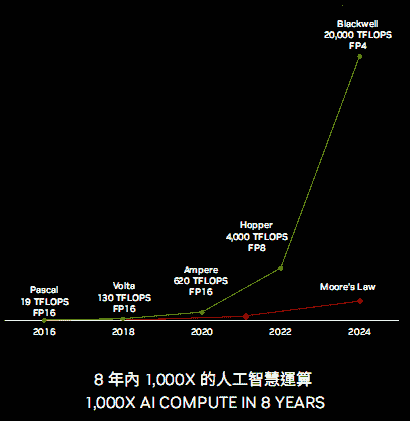 Blackwell
20,000 TFLOPS
FP4
Hopper
4,000 TFLOPS
FP8
Ampere
620 TFLOPS
FP16
Volta
130 TFLOPS
FP16
Pascal
19 TFLOPS
FP16
Moore's Law
2016 2018 2020 2022 2024
8 年內 1,000X 的人工智慧運算
1,000X AI COMPUTE IN 8 YEARS